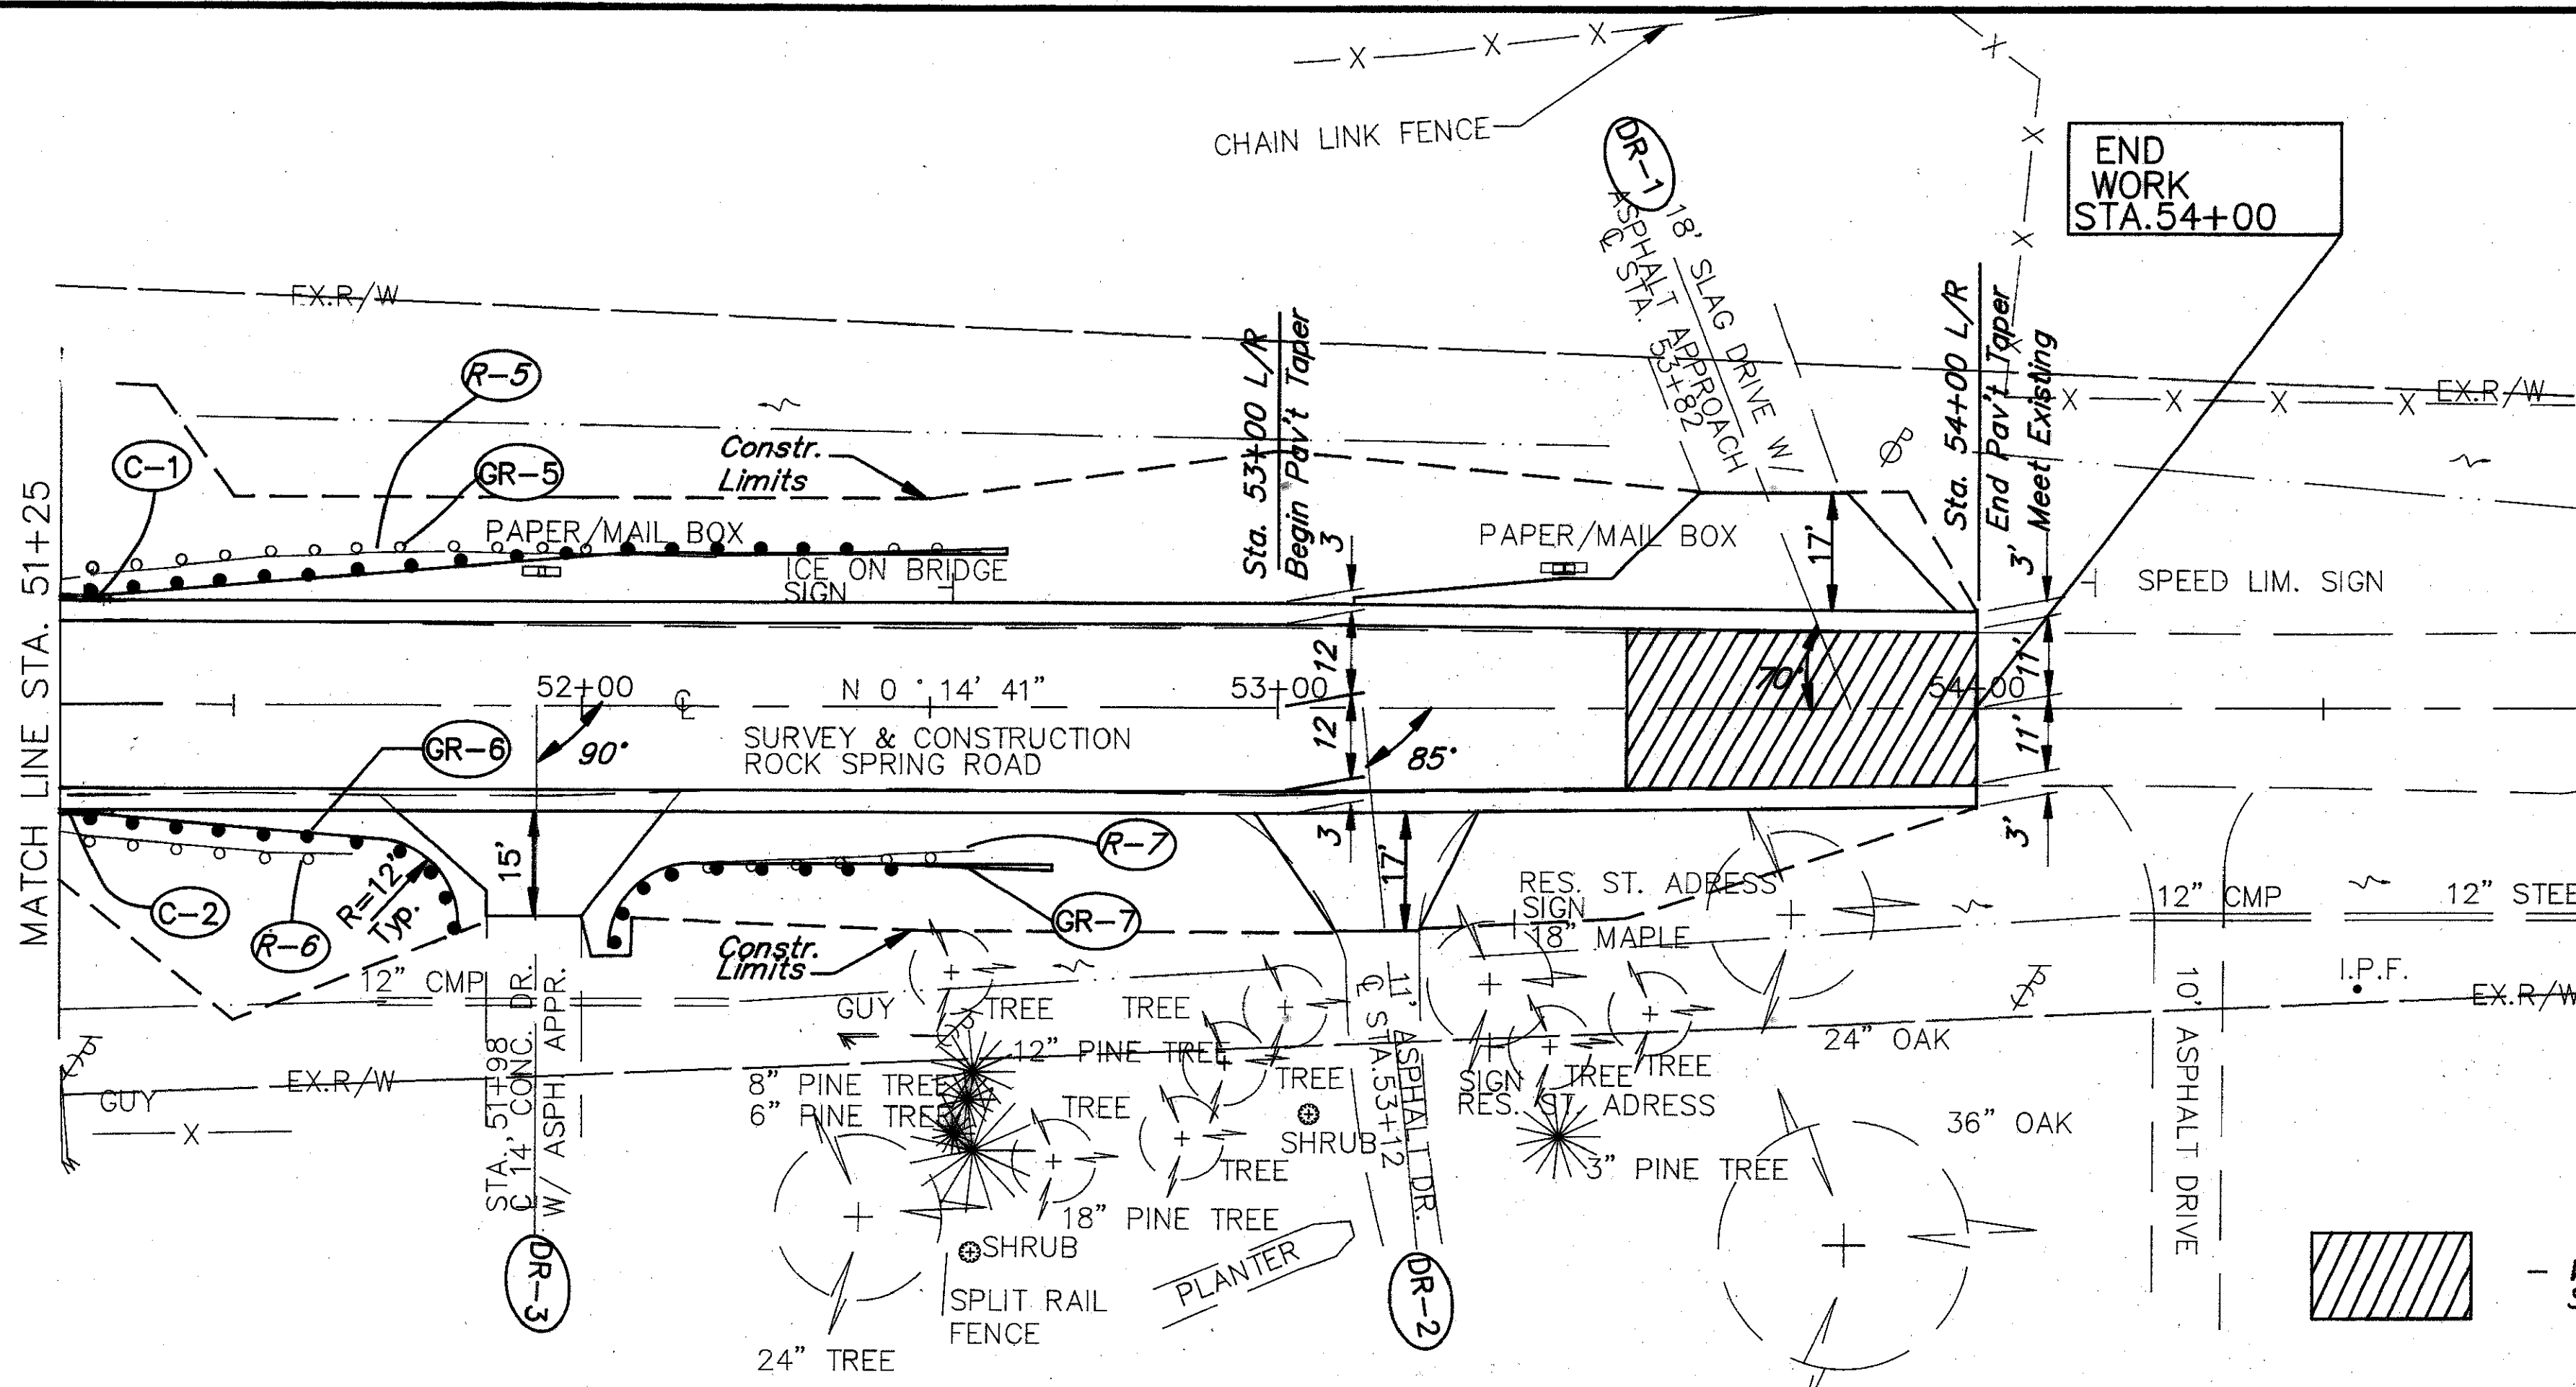 CHAIN LINK FENCE
END
WORK
STA.54+00
DR-1
18' SLAG DRIVE W/
ASPHALT APPROACH
℄ STA. 53+82
EX.R/W
Sta. 53+00 L/R
Begin Pav't Taper
Sta. 54+00 L/R
End Pav't Taper
Meet Existing
EX.R/W
R-5
C-1
GR-5
Constr.
Limits
PAPER/MAIL BOX
ICE ON BRIDGE
SIGN
PAPER/MAIL BOX
17'
3
3'
SPEED LIM. SIGN
MATCH LINE STA. 51+25
52+00
℄
N 0 ° 14' 41"
53+00
12
70°
54+00
11'
SURVEY & CONSTRUCTION
ROCK SPRING ROAD
90°
12
85°
11'
GR-6
3
3'
15'
17'
R-7
C-2
R-6
R=12'
Typ.
GR-7
Constr.
Limits
RES. ST. ADRESS
SIGN
18" MAPLE
12" CMP
12" STEE
12" CMP
GUY
TREE
TREE
I.P.F.
EX.R/W
12" PINE TREE
24" OAK
EX.R/W
GUY
8" PINE TREE
6" PINE TREE
TREE
TREE
SIGN
TREE
TREE
RES. ST. ADRESS
36" OAK
SHRUB
TREE
3" PINE TREE
18" PINE TREE
STA. 51+98
℄ 14' CONC. DR.
W/ ASPH APPR.
DR-3
11' ASPHALT DR.
℄ STA.53+12
DR-2
10' ASPHALT DRIVE
SHRUB
PLANTER
SPLIT RAIL
FENCE
24" TREE